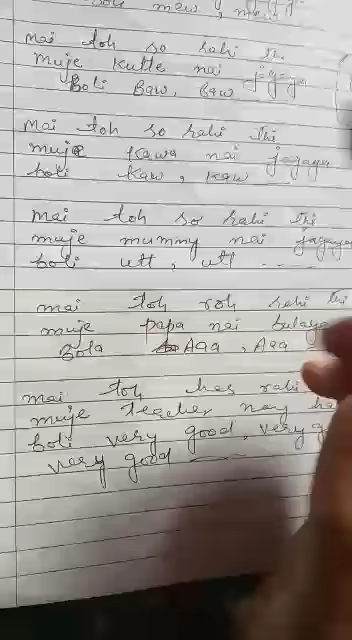 mai toh so rahi thi
muje kutte nai jagaya
Boli Baw, Baw
mai toh so rahi thi
muje kawa nai jagaya
boli kaw, kaw
mai toh so rahi thi
muje mummy nai jagaya
boli utt, utt
mai toh roh rahi thi
muje papa nei bulaya
Bola Aaa, Aaa
mai toh has rahi
muje teacher nay
boli very good, very
very good